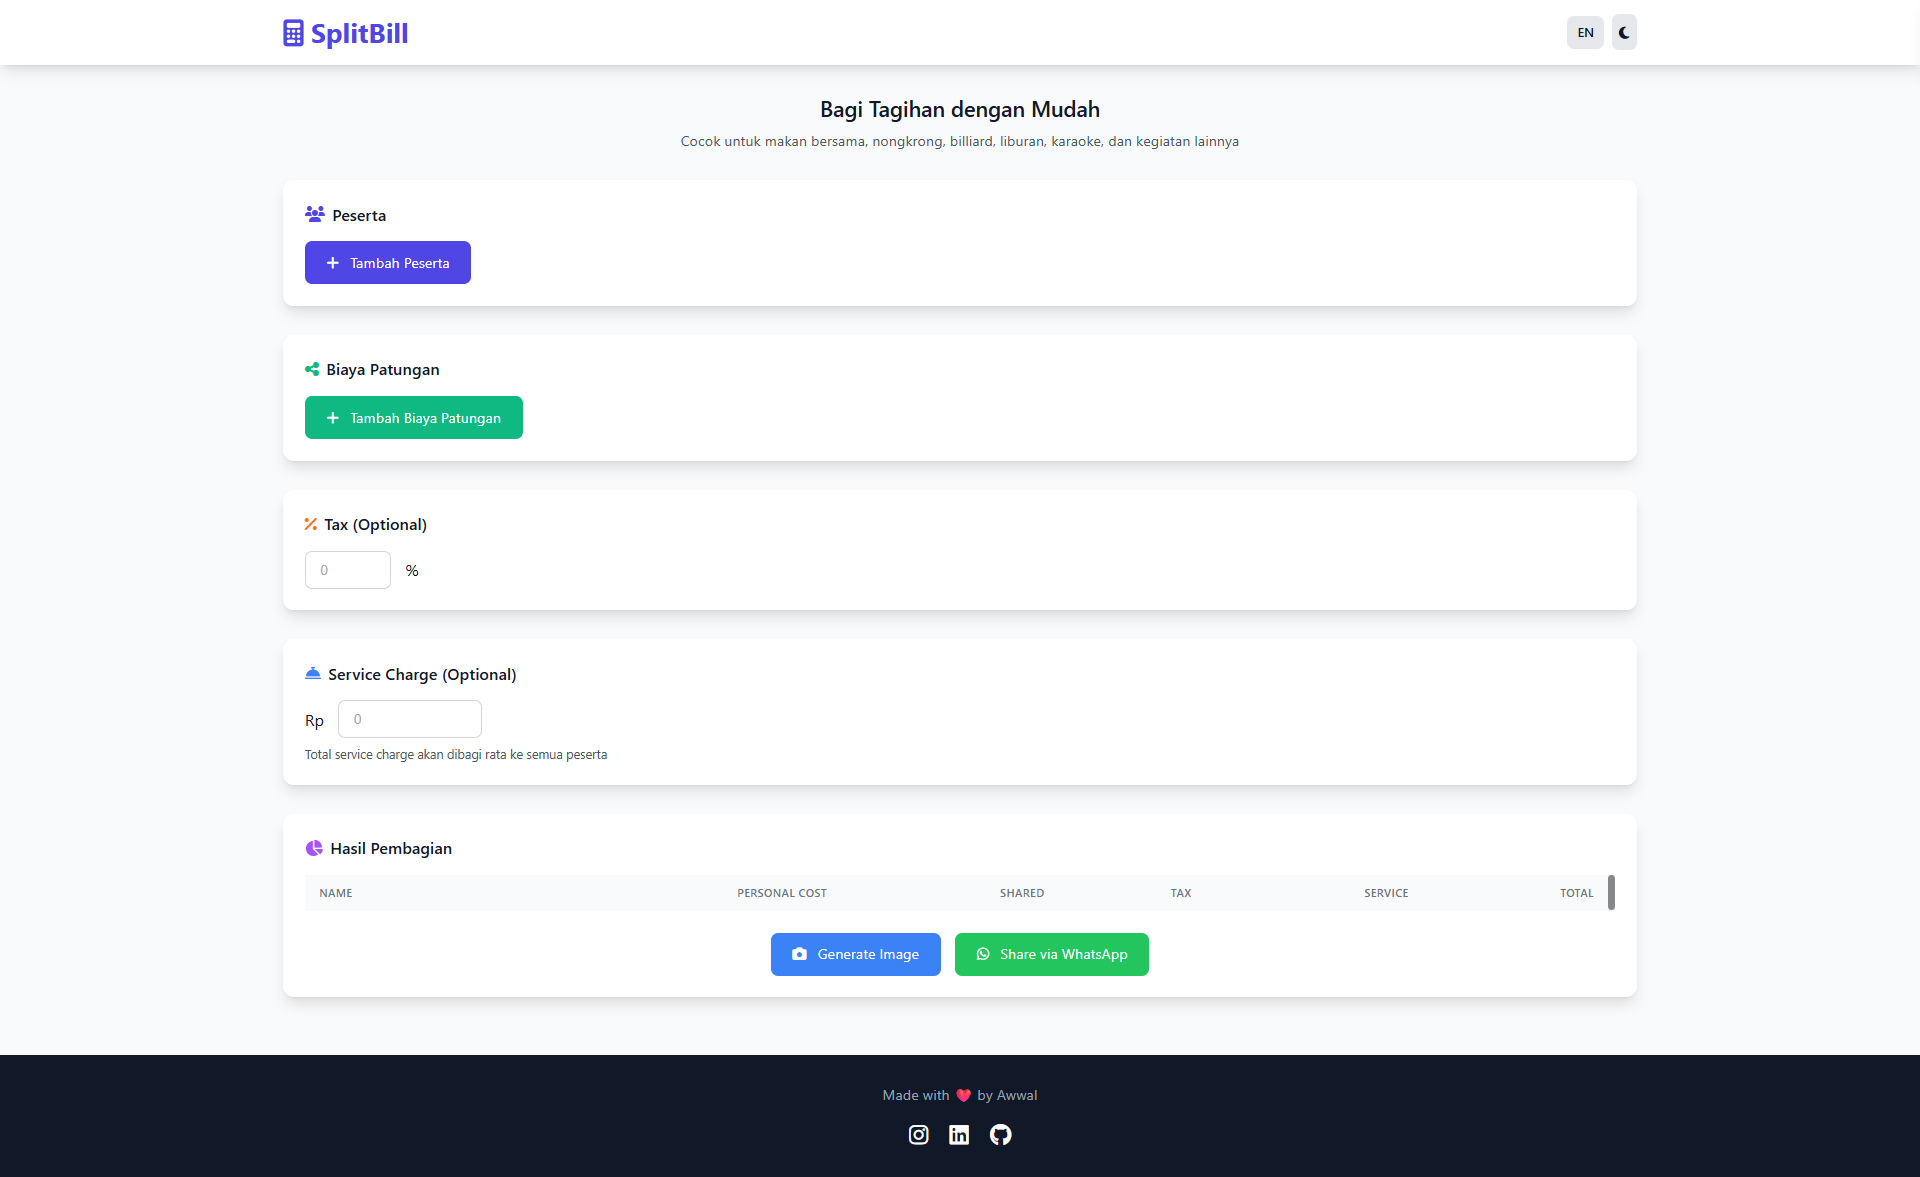 SplitBill
EN
Bagi Tagihan dengan Mudah
Cocok untuk makan bersama, nongkrong, billiard, liburan, karaoke, dan kegiatan lainnya
Peserta
+ Tambah Peserta
Biaya Patungan
+ Tambah Biaya Patungan
Tax (Optional)
0 %
Service Charge (Optional)
Rp 0
Total service charge akan dibagi rata ke semua peserta
Hasil Pembagian
NAME PERSONAL COST SHARED TAX SERVICE TOTAL
Generate Image Share via WhatsApp
Made with ❤️ by Awwal